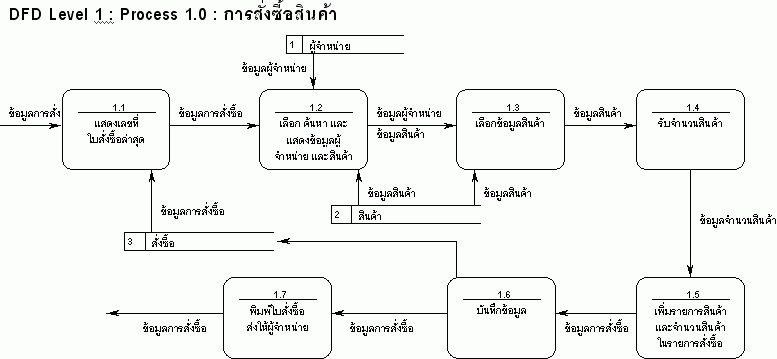 DFD Level 1 : Process 1.0 : การสั่งซื้อสินค้า
1 ผู้จำหน่าย
ข้อมูลผู้จำหน่าย
ข้อมูลการสั่ง
1.1
แสดงเลขที่
ใบสั่งซื้อล่าสุด
ข้อมูลการสั่งซื้อ
1.2
เลือก ค้นหา และ
แสดงข้อมูลผู้
จำหน่าย และสินค้า
ข้อมูลผู้จำหน่าย
ข้อมูลสินค้า
1.3
เลือกข้อมูลสินค้า
ข้อมูลสินค้า
1.4
รับจำนวนสินค้า
ข้อมูลสินค้า
ข้อมูลสินค้า
2 สินค้า
ข้อมูลการสั่งซื้อ
3 สั่งซื้อ
ข้อมูลจำนวนสินค้า
1.5
เพิ่มรายการสินค้า
และจำนวนสินค้า
ในรายการสั่งซื้อ
ข้อมูลการสั่งซื้อ
1.6
บันทึกข้อมูล
ข้อมูลการสั่งซื้อ
1.7
พิมพ์ใบสั่งซื้อ
ส่งให้ผู้จำหน่าย
ข้อมูลการสั่งซื้อ